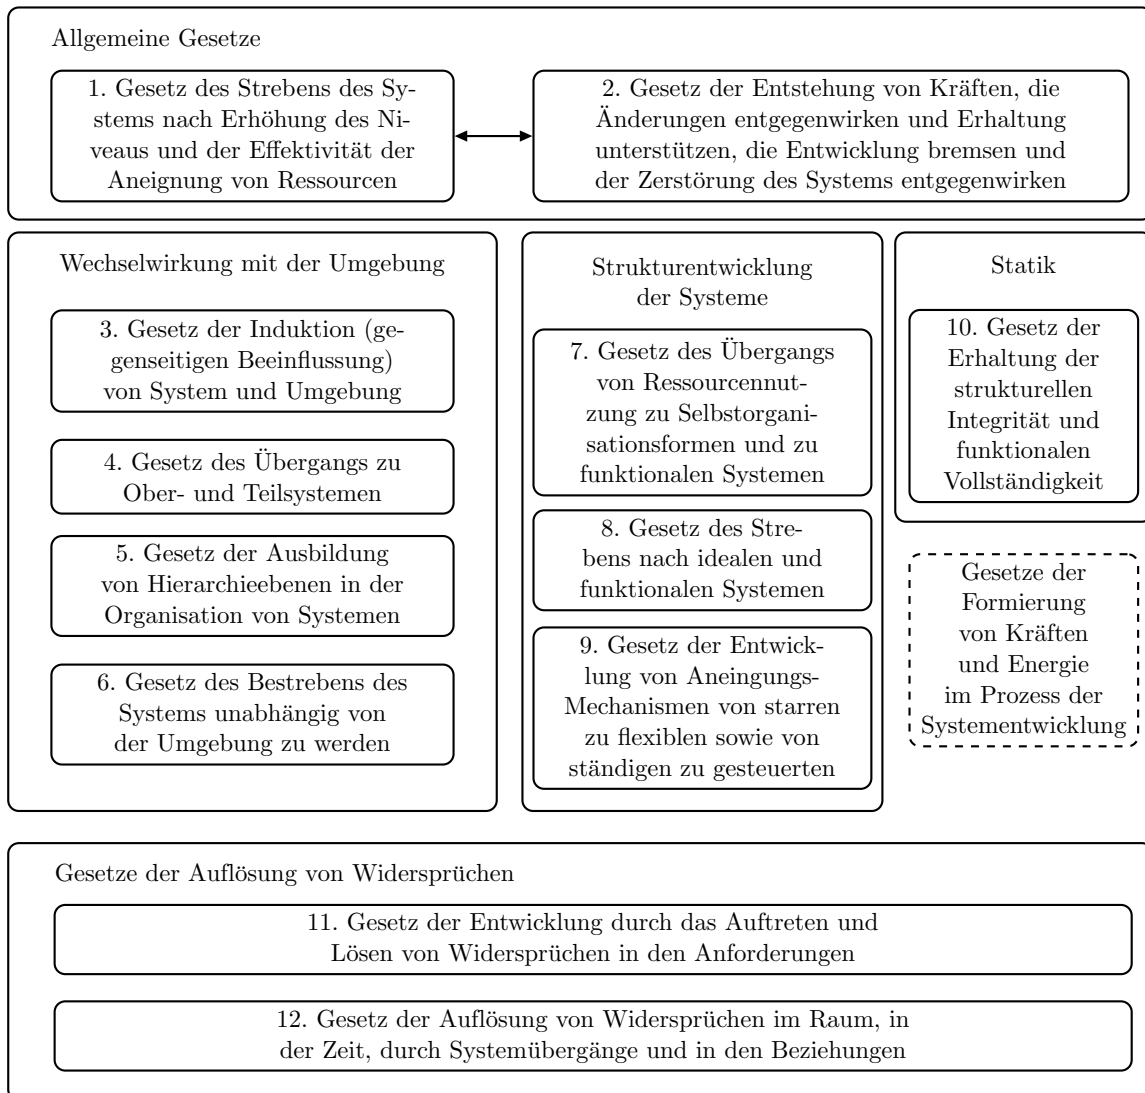 Allgemeine Gesetze
1. Gesetz des Strebens des Sy-
stems nach Erhöhung des Ni-
veaus und der Effektivität der
Aneignung von Ressourcen
2. Gesetz der Entstehung von Kräften, die
Änderungen entgegenwirken und Erhaltung
unterstützen, die Entwicklung bremsen und
der Zerstörung des Systems entgegenwirken
Wechselwirkung mit der Umgebung
3. Gesetz der Induktion (ge-
genseitigen Beeinflussung)
von System und Umgebung
4. Gesetz des Übergangs zu
Ober- und Teilsystemen
5. Gesetz der Ausbildung
von Hierarchieebenen in der
Organisation von Systemen
6. Gesetz des Bestrebens des
Systems unabhängig von
der Umgebung zu werden
Strukturentwicklung
der Systeme
7. Gesetz des Übergangs
von Ressourcennut-
zung zu Selbstorgani-
sationsformen und zu
funktionalen Systemen
8. Gesetz des Stre-
bens nach idealen und
funktionalen Systemen
9. Gesetz der Entwick-
lung von Aneingungs-
Mechanismen von starren
zu flexiblen sowie von
ständigen zu gesteuerten
Statik
10. Gesetz der
Erhaltung der
strukturellen
Integrität und
funktionalen
Vollständigkeit
Gesetze der
Formierung
von Kräften
und Energie
im Prozess der
Systementwicklung
Gesetze der Auflösung von Widersprüchen
11. Gesetz der Entwicklung durch das Auftreten und
Lösen von Widersprüchen in den Anforderungen
12. Gesetz der Auflösung von Widersprüchen im Raum, in
der Zeit, durch Systemübergänge und in den Beziehungen